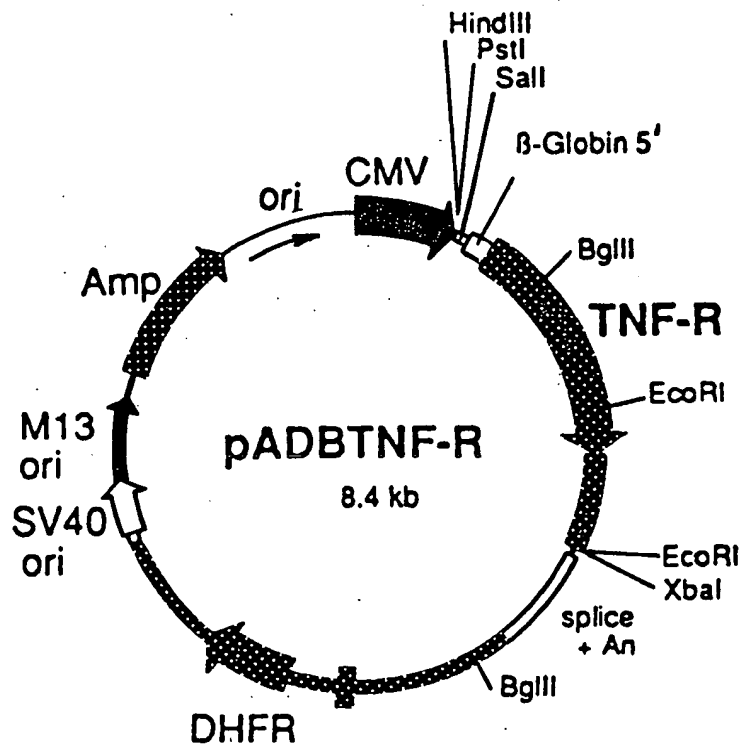 HindIII
PstI
SalI
ß-Globin 5'
CMV
ori
BglII
Amp
TNF-R
EcoRI
M13
ori
pADBTNF-R
8.4 kb
SV40
ori
EcoRI
XbaI
splice
+ An
BglII
DHFR